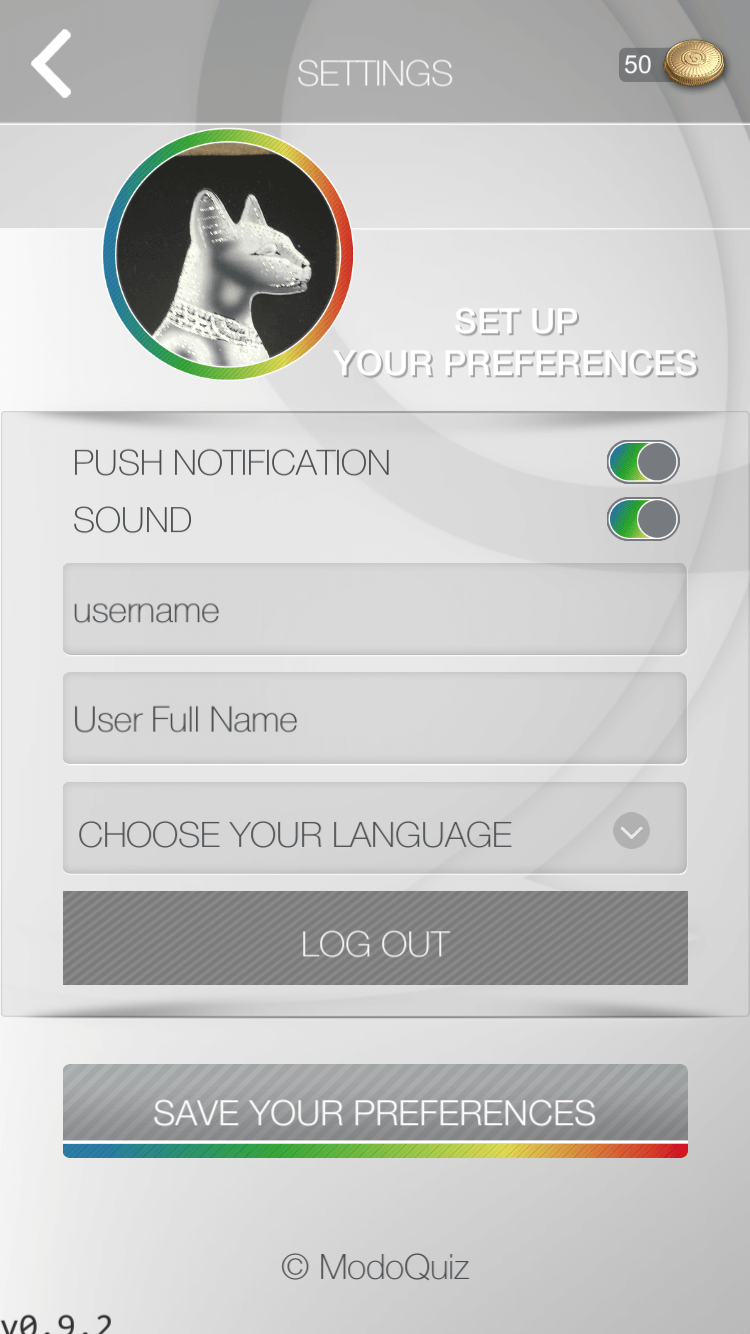 SETTINGS
50
SET UP
YOUR PREFERENCES
PUSH NOTIFICATION
SOUND
username
User Full Name
CHOOSE YOUR LANGUAGE
LOG OUT
SAVE YOUR PREFERENCES
© ModoQuiz
v0.9.2